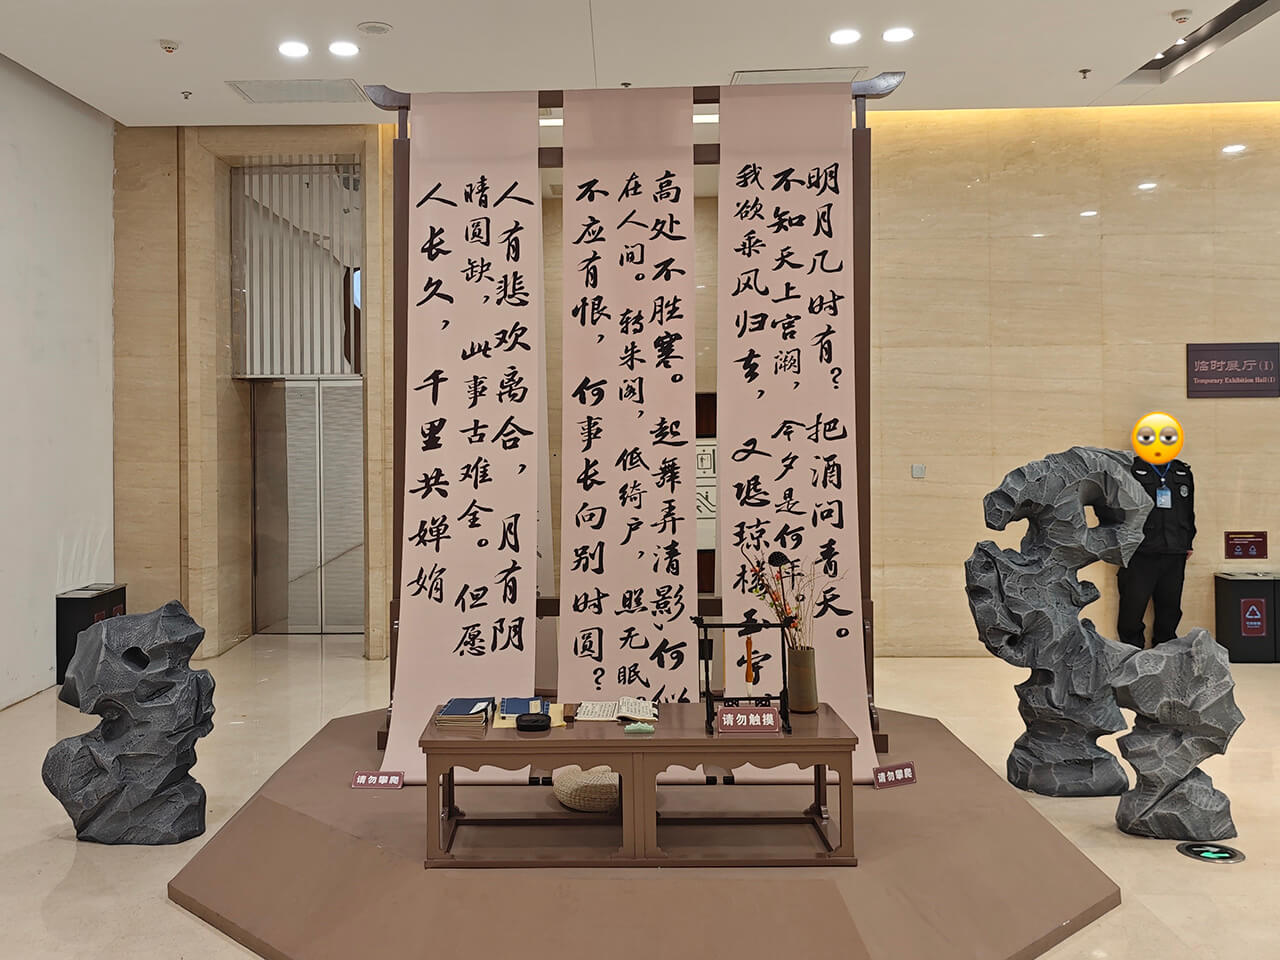 明月几时有？把酒问青天。
不知天上宫阙，今夕是何年。
我欲乘风归去，又恐琼楼玉宇
高处不胜寒。起舞弄清影，何似
在人间。转朱阁，低绮户，照无眠
不应有恨，何事长向别时圆？
人有悲欢离合，月有阴
晴圆缺，此事古难全。但愿
人长久，千里共婵娟
临时展厅(I)
Temporary Exhibition Hall(I)
请勿触摸
请勿攀爬
请勿攀爬